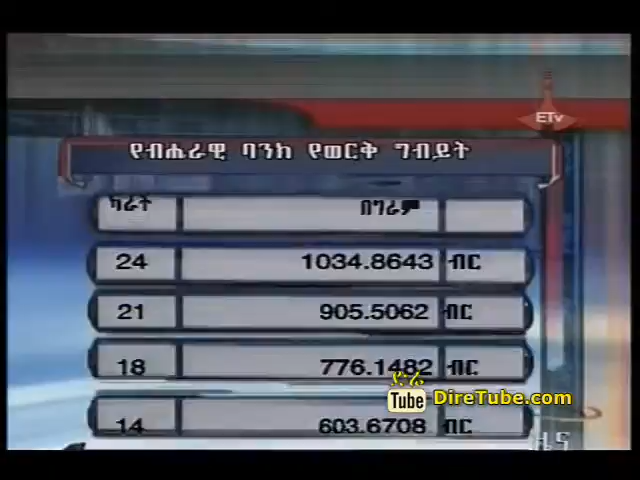 ETv
የብሔራዊ ባንክ የወርቅ ግብይት
ካራት በግራም
24 1034.8643 ብር
21 905.5062 ብር
18 776.1482 ብር
ድሬ
Tube DireTube.com
14 603.6708 ብር
ዜና